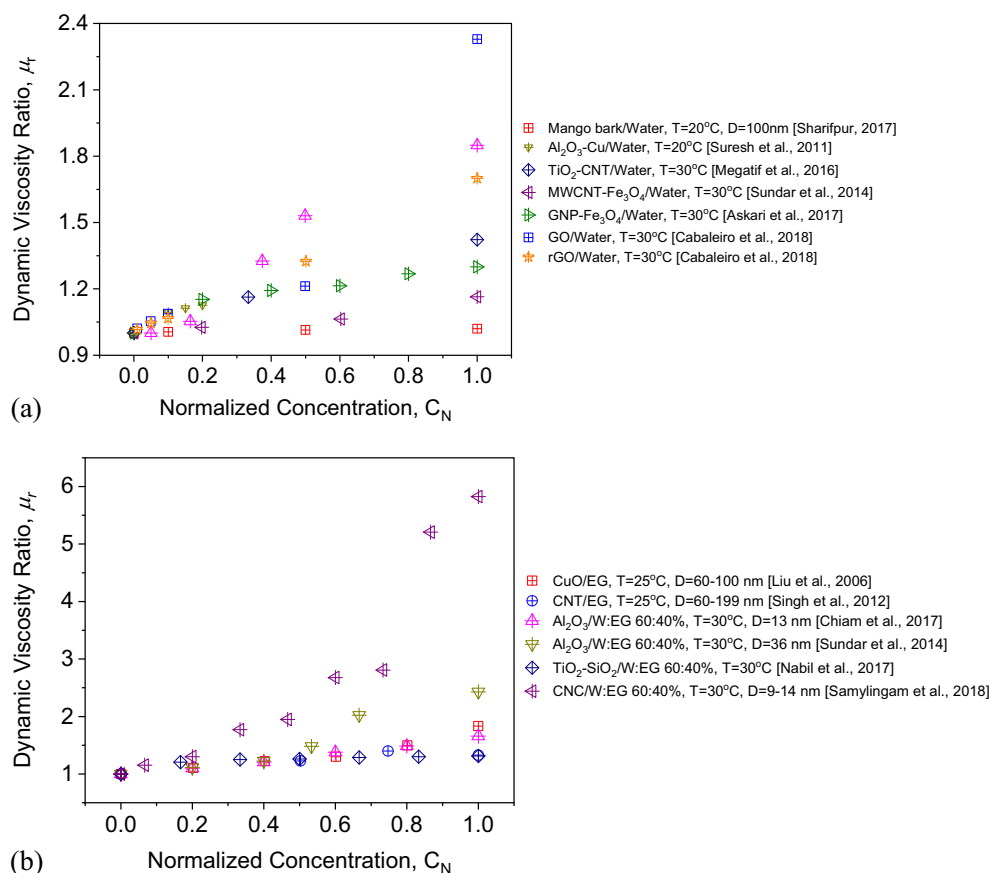 2.4
2.1
1.8
1.5
1.2
0.9
Dynamic Viscosity Ratio, μr
0.0 0.2 0.4 0.6 0.8 1.0
Normalized Concentration, CN
(a)
Mango bark/Water, T=20°C, D=100nm [Sharifpur, 2017]
Al2O3-Cu/Water, T=20°C [Suresh et al., 2011]
TiO2-CNT/Water, T=30°C [Megatif et al., 2016]
MWCNT-Fe3O4/Water, T=30°C [Sundar et al. 2014]
GNP-Fe3O4/Water, T=30°C [Askari et al., 2017]
GO/Water, T=30°C [Cabaleiro et al., 2018]
rGO/Water, T=30°C [Cabaleiro et al., 2018]
6
5
4
3
2
1
Dynamic Viscosity Ratio, μr
0.0 0.2 0.4 0.6 0.8 1.0
Normalized Concentration, CN
(b)
CuO/EG, T=25°C, D=60-100 nm [Liu et al., 2006]
CNT/EG, T=25°C, D=60-199 nm [Singh et al., 2012]
Al2O3/W:EG 60:40%, T=30°C, D=13 nm [Chiam et al., 2017]
Al2O3/W:EG 60:40%, T=30°C, D=36 nm [Sundar et al., 2014]
TiO2-SiO2/W:EG 60:40%, T=30°C [Nabil et al., 2017]
CNC/W:EG 60:40%, T=30°C, D=9-14 nm [Samylingam et al., 2018]